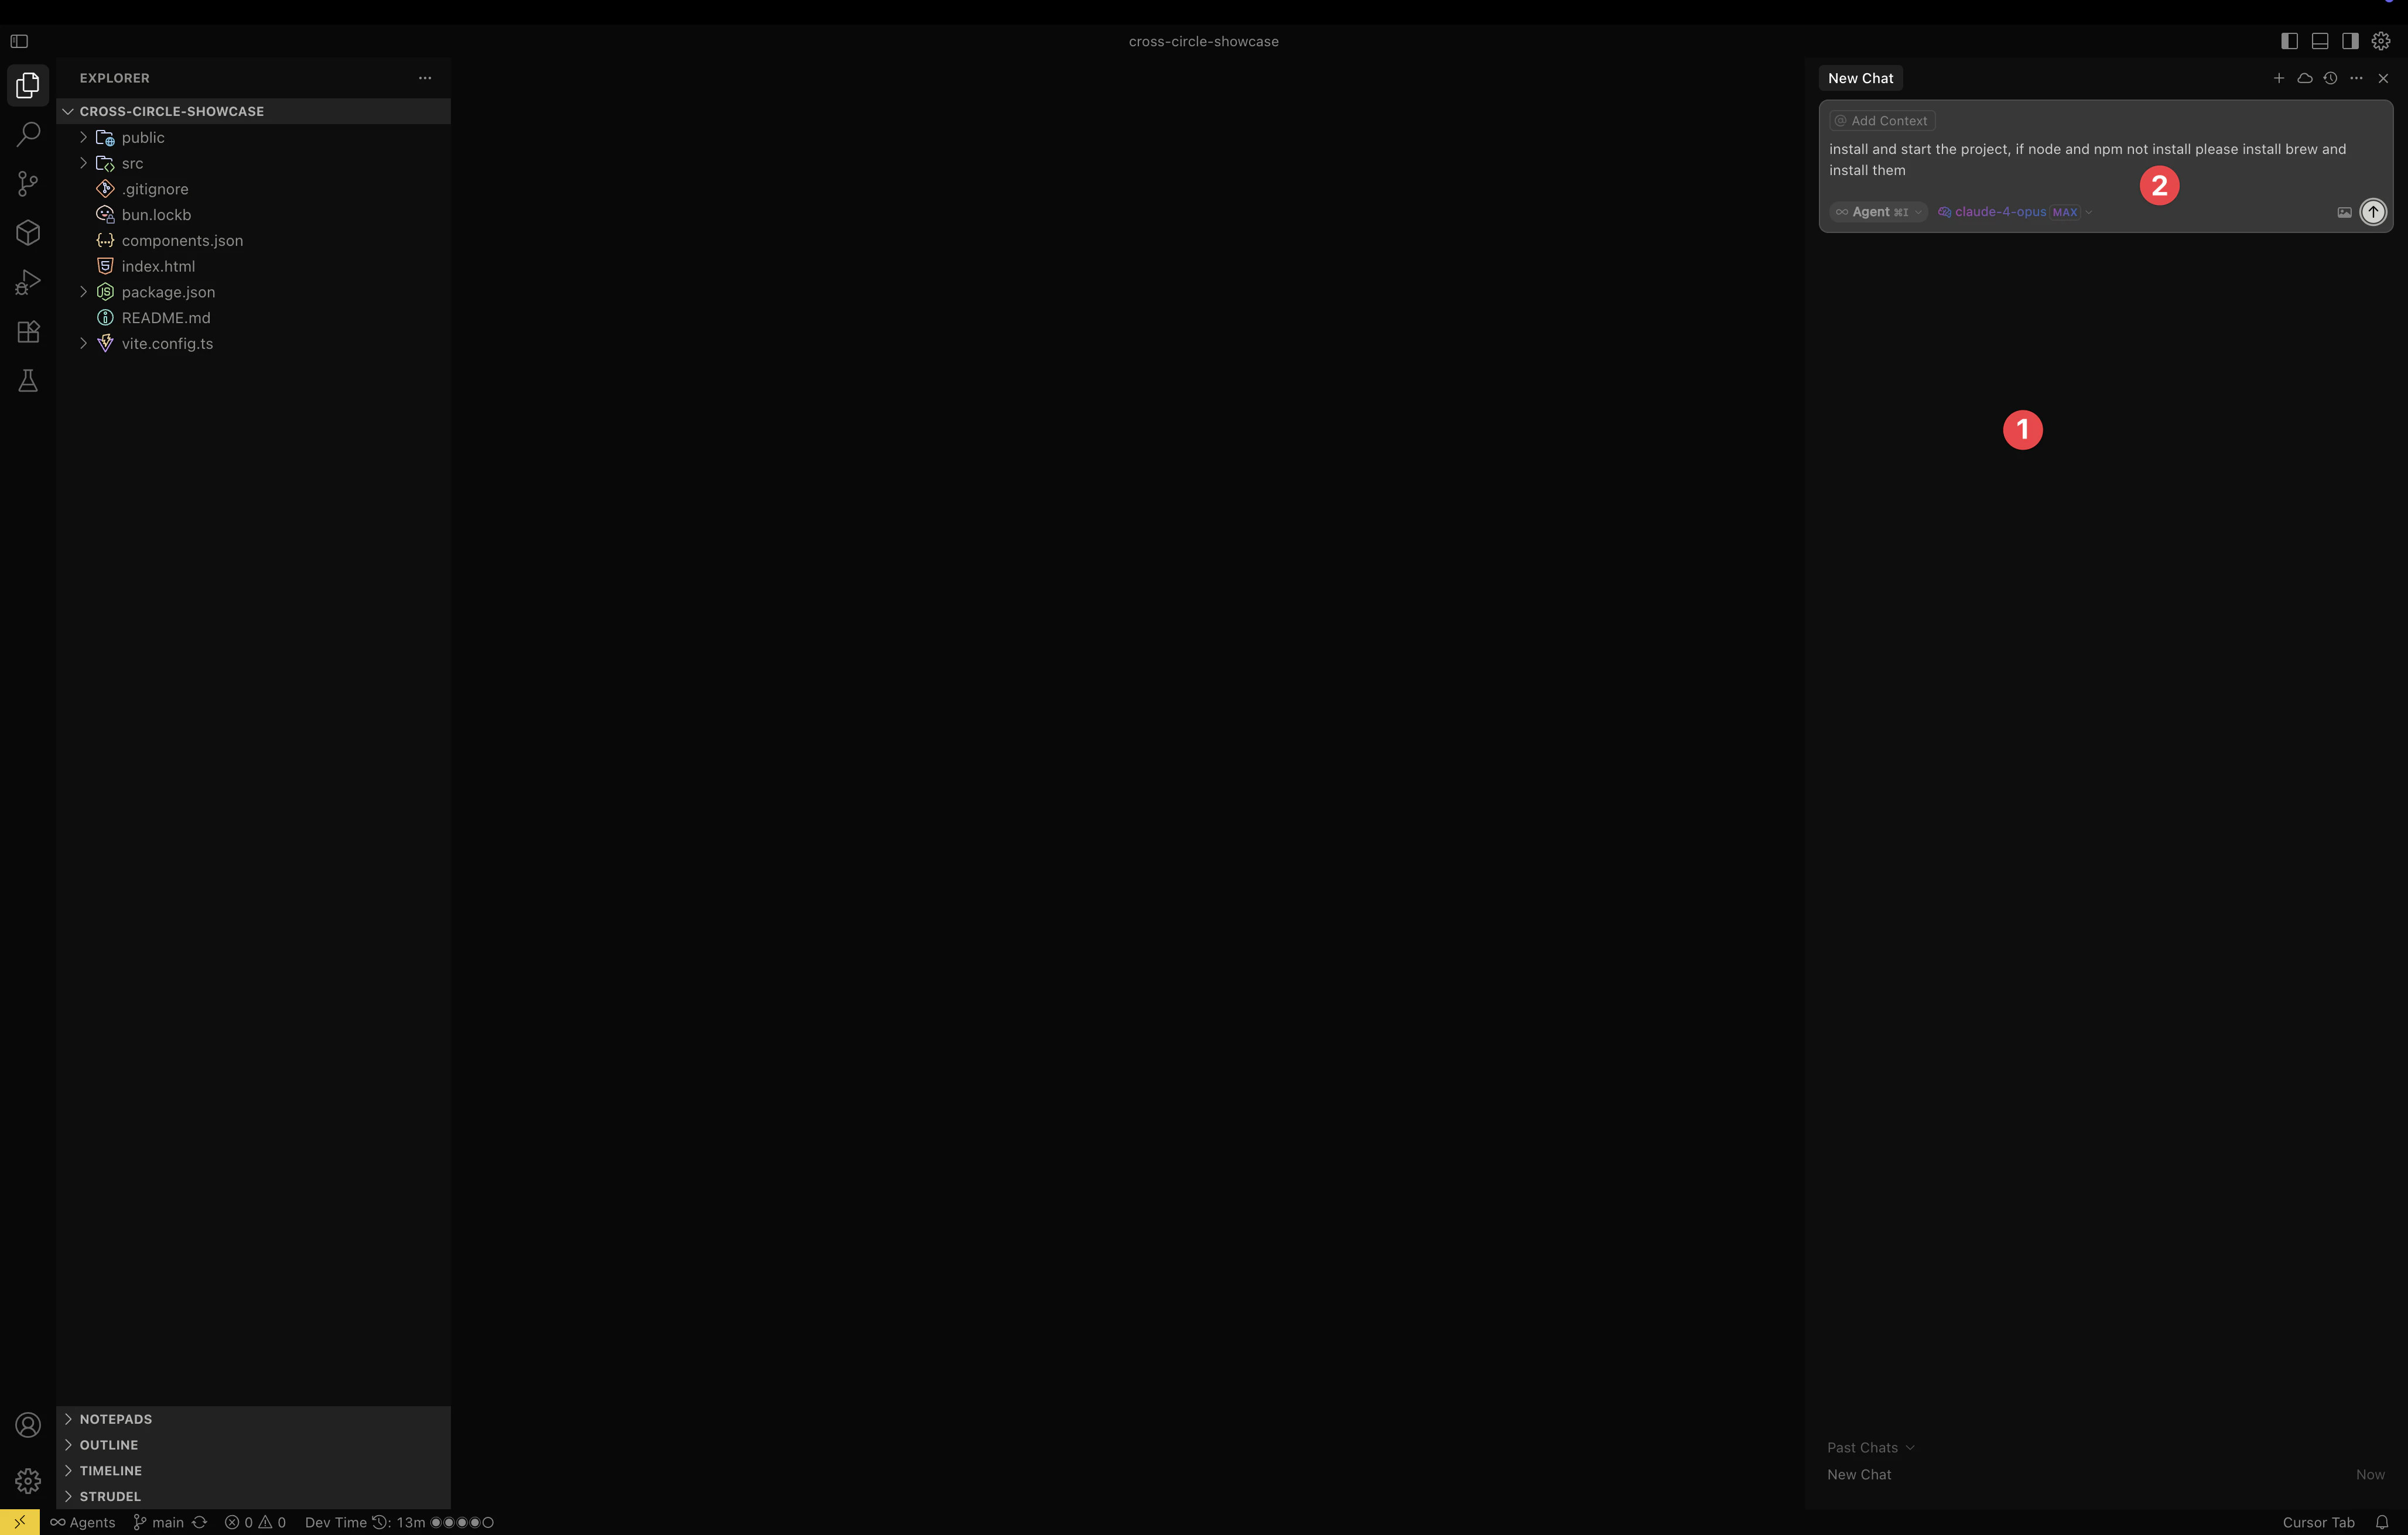 cross-circle-showcase
EXPLORER
CROSS-CIRCLE-SHOWCASE
public
src
.gitignore
bun.lockb
components.json
index.html
package.json
README.md
vite.config.ts
NOTEPADS
OUTLINE
TIMELINE
STRUDEL
New Chat
@ Add Context
install and start the project, if node and npm not install please install brew and
install them
2
Agent ⌘I claude-4-opus MAX
1
Past Chats
New Chat Now
Agents main 0 0 Dev Time : 13m Cursor Tab